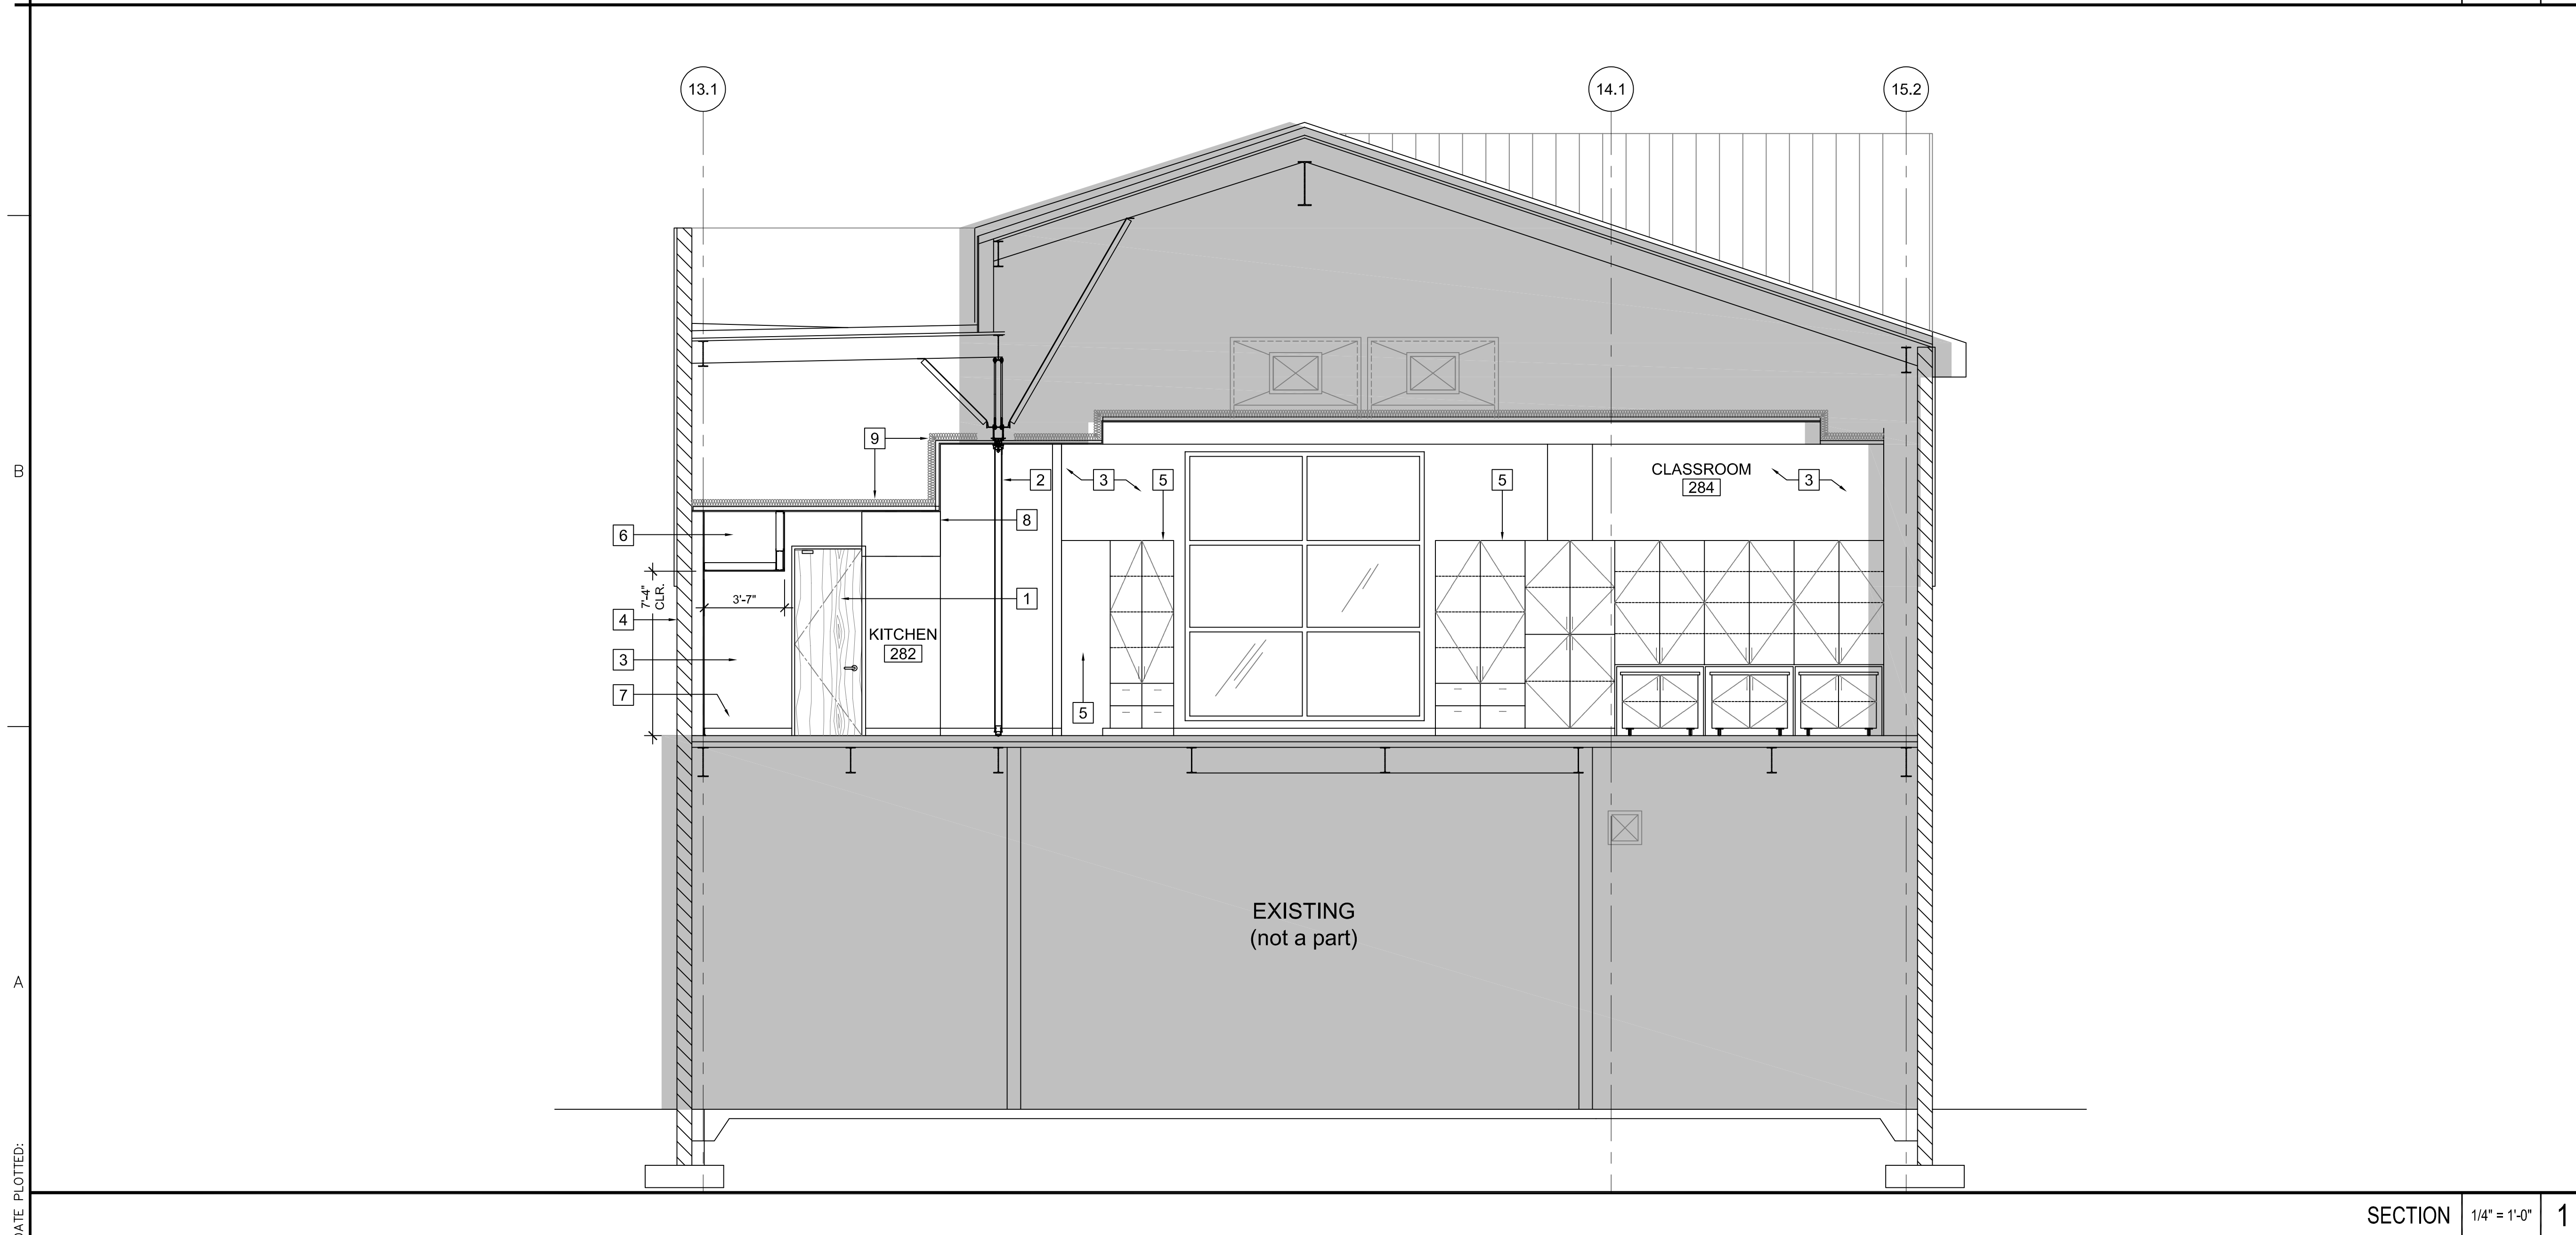 13.1
14.1
15.2
9
2
3
5
5
CLASSROOM
284
3
8
6
7'-4"
CLR.
3'-7"
1
4
KITCHEN
282
3
7
5
B
A
EXISTING
(not a part)
DATE PLOTTED:
SECTION
1/4" = 1'-0"
1